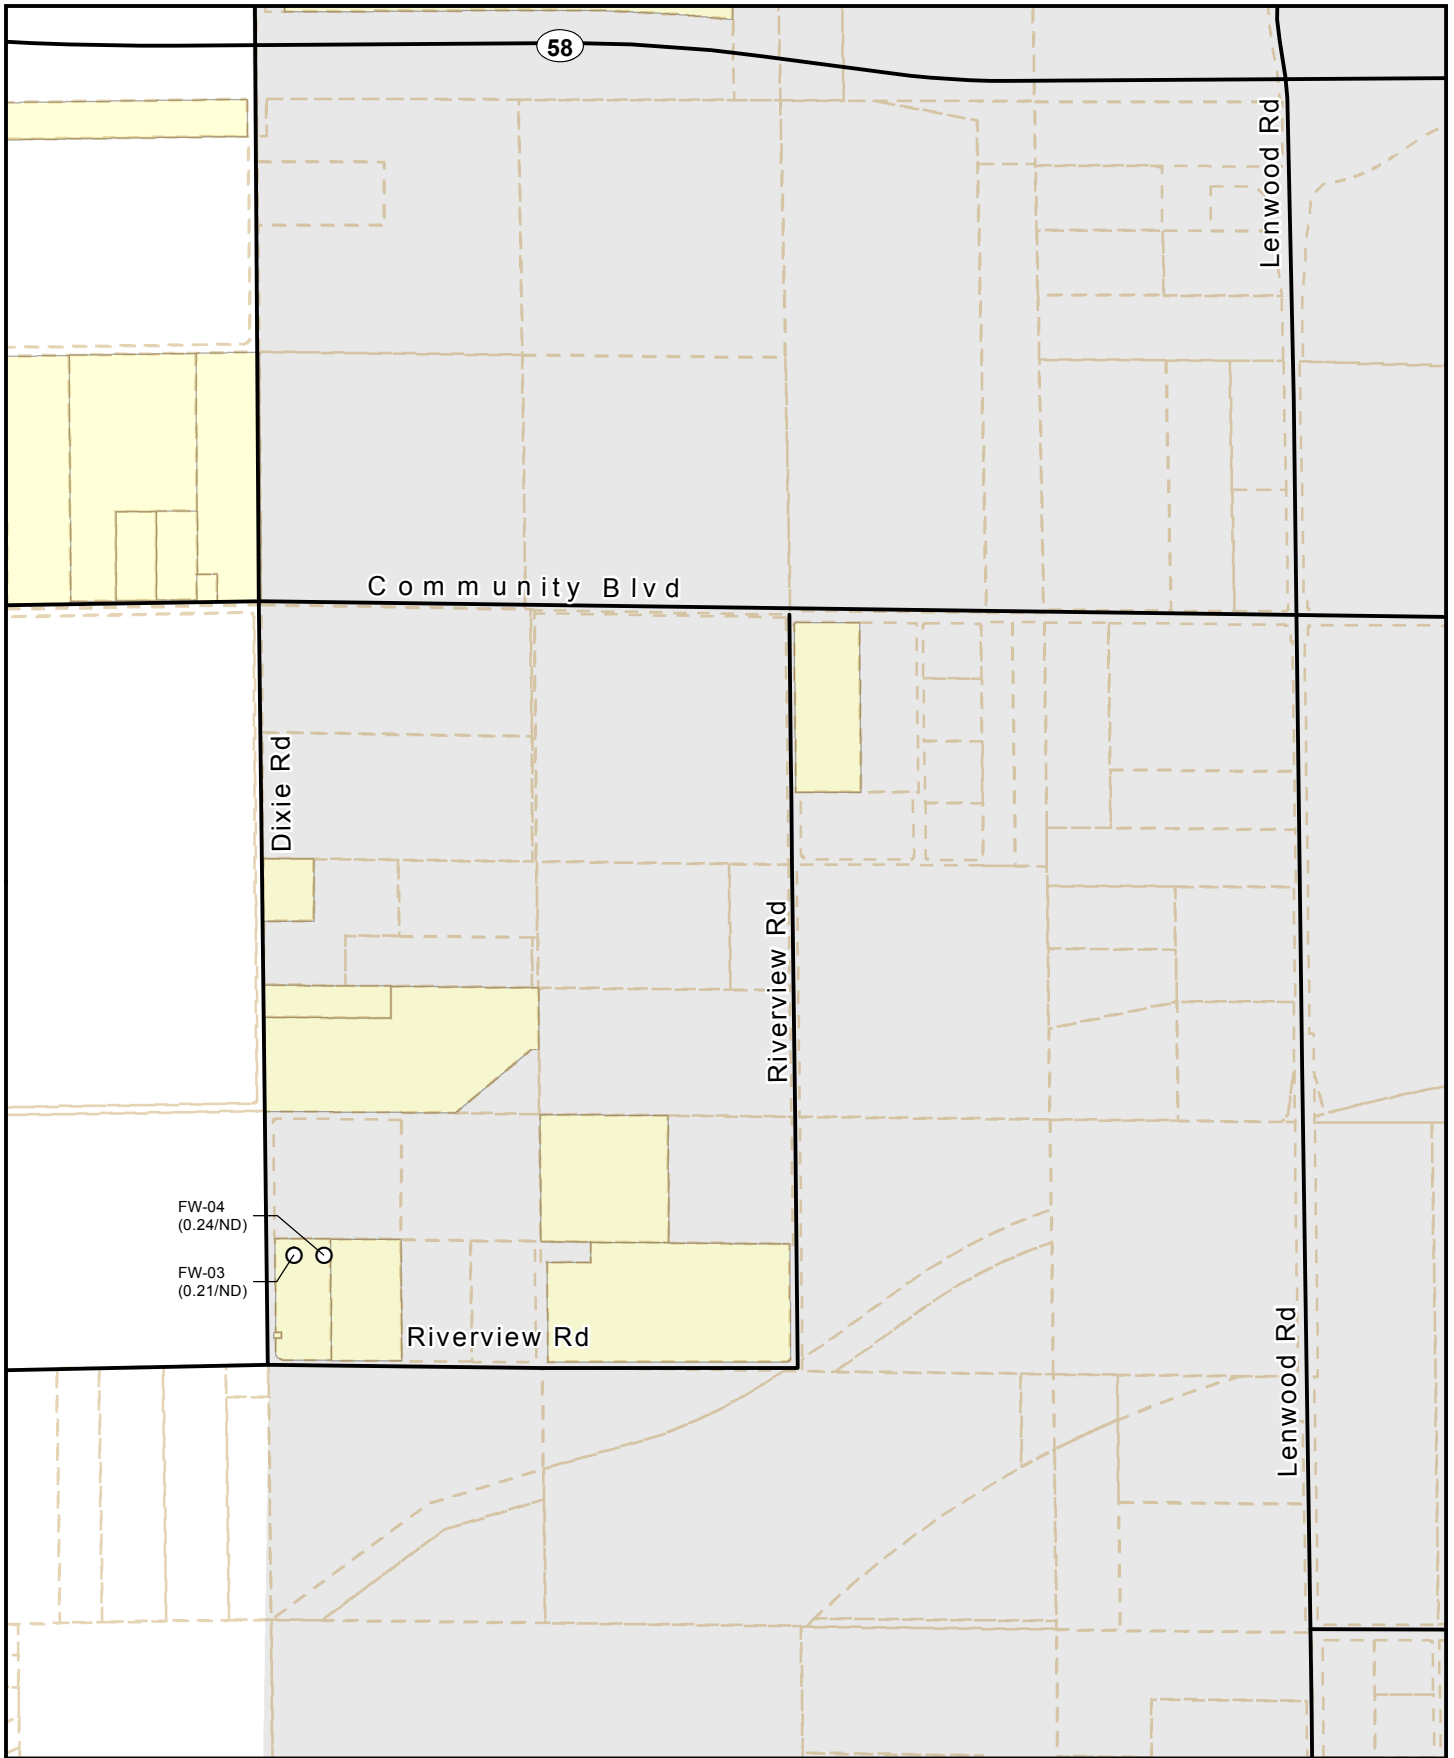 58
Lenwood Rd
Community Blvd
Dixie Rd
Riverview Rd
FW-04
(0.24/ND)
FW-03
(0.21/ND)
Riverview Rd
Lenwood Rd